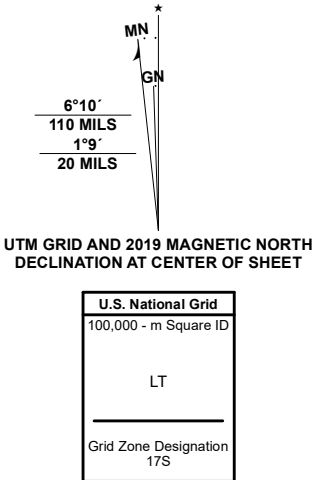 MN
GN
6°10´
110 MILS
1°9´
20 MILS
UTM GRID AND 2019 MAGNETIC NORTH
DECLINATION AT CENTER OF SHEET
U.S. National Grid
100,000 - m Square ID
LT
Grid Zone Designation
17S